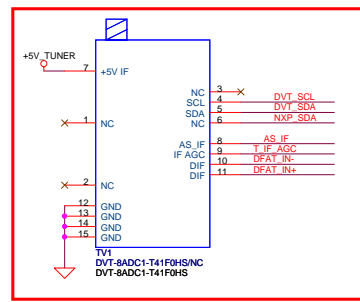 +5V_TUNER
7 +5V IF
NC 3
SCL 4 DVT_SCL
SDA 5 DVT_SDA
1 NC
NC 6 NXP_SDA
AS_IF 8 AS_IF
IF AGC 9 T_IF_AGC
DIF 10 DFAT_IN-
2 NC
DIF 11 DFAT_IN+
12 GND
13 GND
14 GND
15 GND
TV1
DVT-8ADC1-T41F0HS/NC
DVT-8ADC1-T41F0HS